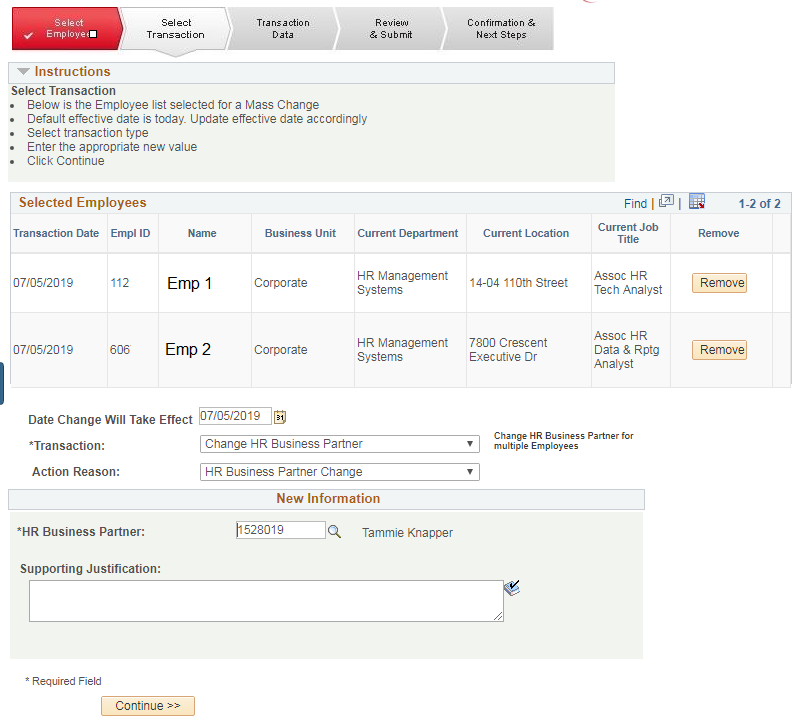 Select Employee
Select Transaction
Transaction Data
Review & Submit
Confirmation & Next Steps
Instructions
Select Transaction
Below is the Employee list selected for a Mass Change
Default effective date is today. Update effective date accordingly
Select transaction type
Enter the appropriate new value
Click Continue
Selected Employees Find | | 1-2 of 2
Transaction Date Empl ID Name Business Unit Current Department Current Location Current Job Title Remove
07/05/2019 112 Emp 1 Corporate HR Management Systems 14-04 110th Street Assoc HR Tech Analyst Remove
07/05/2019 606 Emp 2 Corporate HR Management Systems 7800 Crescent Executive Dr Assoc HR Data & Rptg Analyst Remove
Date Change Will Take Effect 07/05/2019 31
*Transaction: Change HR Business Partner Change HR Business Partner for multiple Employees
Action Reason: HR Business Partner Change
New Information
*HR Business Partner: 1528019 Tammie Knapper
Supporting Justification:
* Required Field
Continue >>